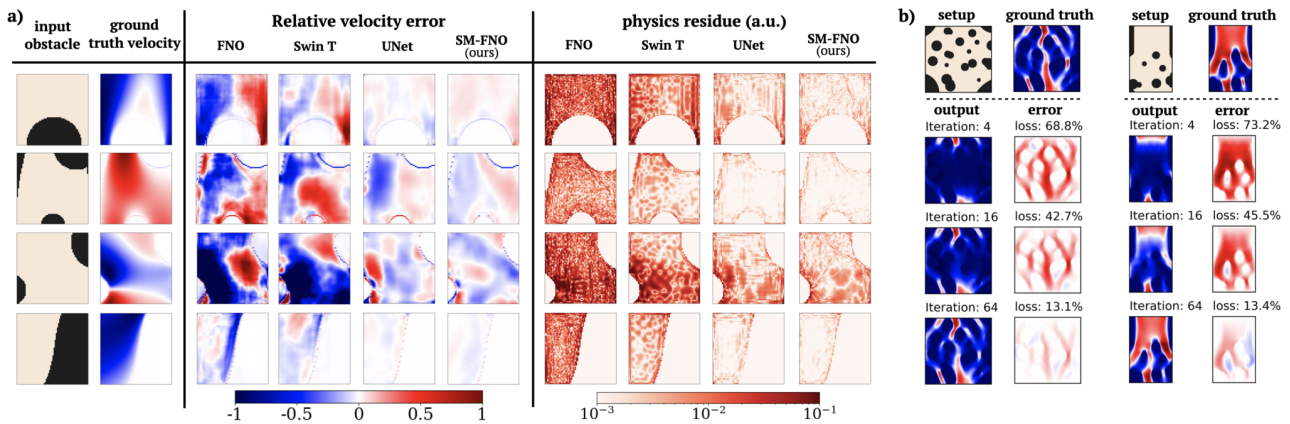 a)
input
obstacle
ground
truth velocity
Relative velocity error
FNO
Swin T
UNet
SM-FNO
(ours)
physics residue (a.u.)
FNO
Swin T
UNet
SM-FNO
(ours)
-1
-0.5
0
0.5
1
10⁻³
10⁻²
10⁻¹
b)
setup
ground truth
output
error
Iteration: 4
loss: 68.8%
Iteration: 16
loss: 42.7%
Iteration: 64
loss: 13.1%
setup
ground truth
output
error
Iteration: 4
loss: 73.2%
Iteration: 16
loss: 45.5%
Iteration: 64
loss: 13.4%